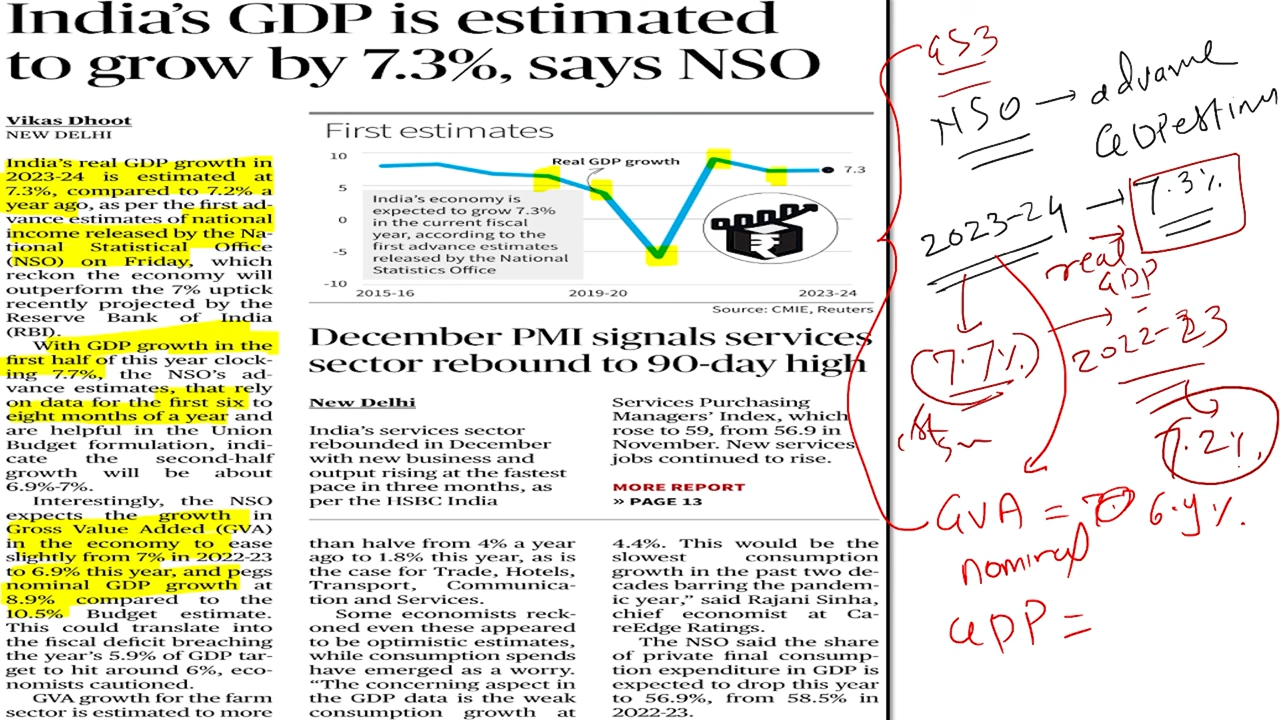 India's GDP is estimated
to grow by 7.3%, says NSO
Vikas Dhoot
NEW DELHI
India's real GDP growth in
2023-24 is estimated at
7.3%, compared to 7.2% a
year ago, as per the first ad-
vance estimates of national
income released by the Na-
tional Statistical Office
(NSO) on Friday, which
reckon the economy will
outperform the 7% uptick
recently projected by the
Reserve Bank of India
(RBI).
With GDP growth in the
first half of this year clock-
ing 7.7%, the NSO's ad-
vance estimates, that rely
on data for the first six to
eight months of a year and
are helpful in the Union
Budget formulation, indi-
cate the second-half
growth will be about
6.9%-7%.
Interestingly, the NSO
expects the growth in
Gross Value Added (GVA)
in the economy to ease
slightly from 7% in 2022-23
to 6.9% this year, and pegs
nominal GDP growth at
8.9% compared to the
10.5% Budget estimate.
This could translate into
the fiscal deficit breaching
the year's 5.9% of GDP tar-
get to hit around 6%, eco-
nomists cautioned.
GVA growth for the farm
sector is estimated to more
First estimates
10
5
0
-5
-10
Real GDP growth
7.3
India's economy is
expected to grow 7.3%
in the current fiscal
year, according to the
first advance estimates
released by the National
Statistics Office
2015-16 2019-20 2023-24
Source: CMIE, Reuters
December PMI signals services
sector rebound to 90-day high
New Delhi
India's services sector
rebounded in December
with new business and
output rising at the fastest
pace in three months, as
per the HSBC India
Services Purchasing
Managers' Index, which
rose to 59, from 56.9 in
November. New services
jobs continued to rise.
MORE REPORT
» PAGE 13
than halve from 4% a year
ago to 1.8% this year, as is
the case for Trade, Hotels,
Transport, Communica-
tion and Services.
Some economists reck-
oned even these appeared
to be optimistic estimates,
while consumption spends
have emerged as a worry.
"The concerning aspect in
the GDP data is the weak
consumption growth at
4.4%. This would be the
slowest consumption
growth in the past two de-
cades barring the pandem-
ic year," said Rajani Sinha,
chief economist at Ca-
reEdge Ratings.
The NSO said the share
of private final consump-
tion expenditure in GDP is
expected to drop this year
to 56.9%, from 58.5% in
2022-23.
GS3
NSO → advance
GDP
2023-24 → 7.3%
real
GDP
7.7% → 2022-23
1st
7.2%
GVA = 6.9%
nominal
GDP =